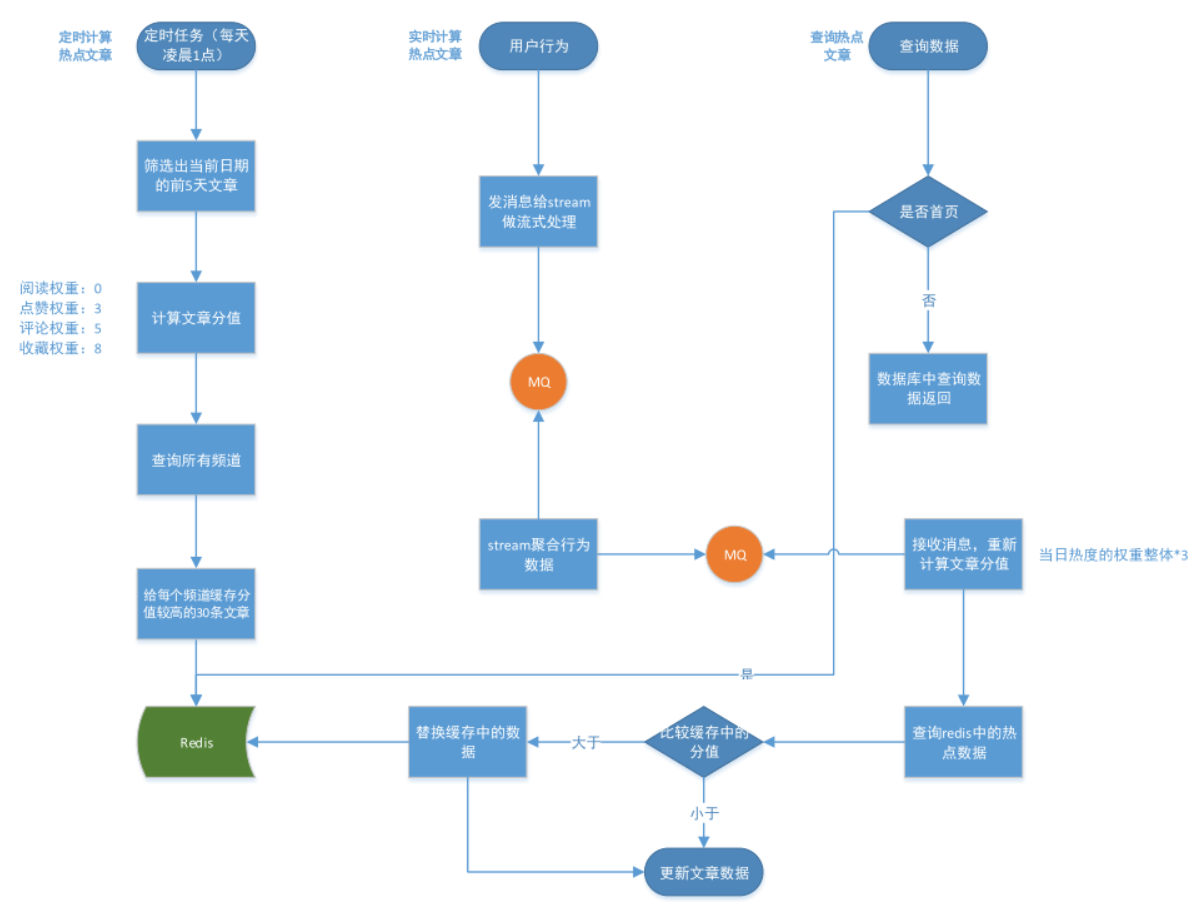 定时计算
热点文章
定时任务（每天
凌晨1点）
实时计算
热点文章
用户行为
查询热点
文章
查询数据
筛选出当前日期
的前5天文章
发消息给stream
做流式处理
是否首页
阅读权重：0
点赞权重：3
评论权重：5
收藏权重：8
计算文章分值
否
MQ
数据库中查询数
据返回
查询所有频道
stream聚合行为
数据
MQ
接收消息，重新
计算文章分值
当日热度的权重整体*3
给每个频道缓存分
值较高的30条文章
是
Redis
替换缓存中的数
据
大于
比较缓存中的
分值
查询redis中的热
点数据
小于
更新文章数据